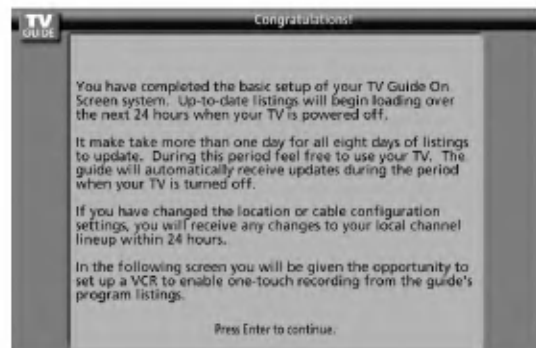 TV
GUIDE
Congratulations!
You have completed the basic setup of your TV Guide On
Screen system. Up-to-date listings will begin loading over
the next 24 hours when your TV is powered off.
It make take more than one day for all eight days of listings
to update. During this period feel free to use your TV. The
guide will automatically receive updates during the period
when your TV is turned off.
If you have changed the location or cable configuration
settings, you will receive any changes to your local channel
lineup within 24 hours.
In the following screen you will be given the opportunity to
set up a VCR to enable one-touch recording from the guide's
program listings.
Press Enter to continue.